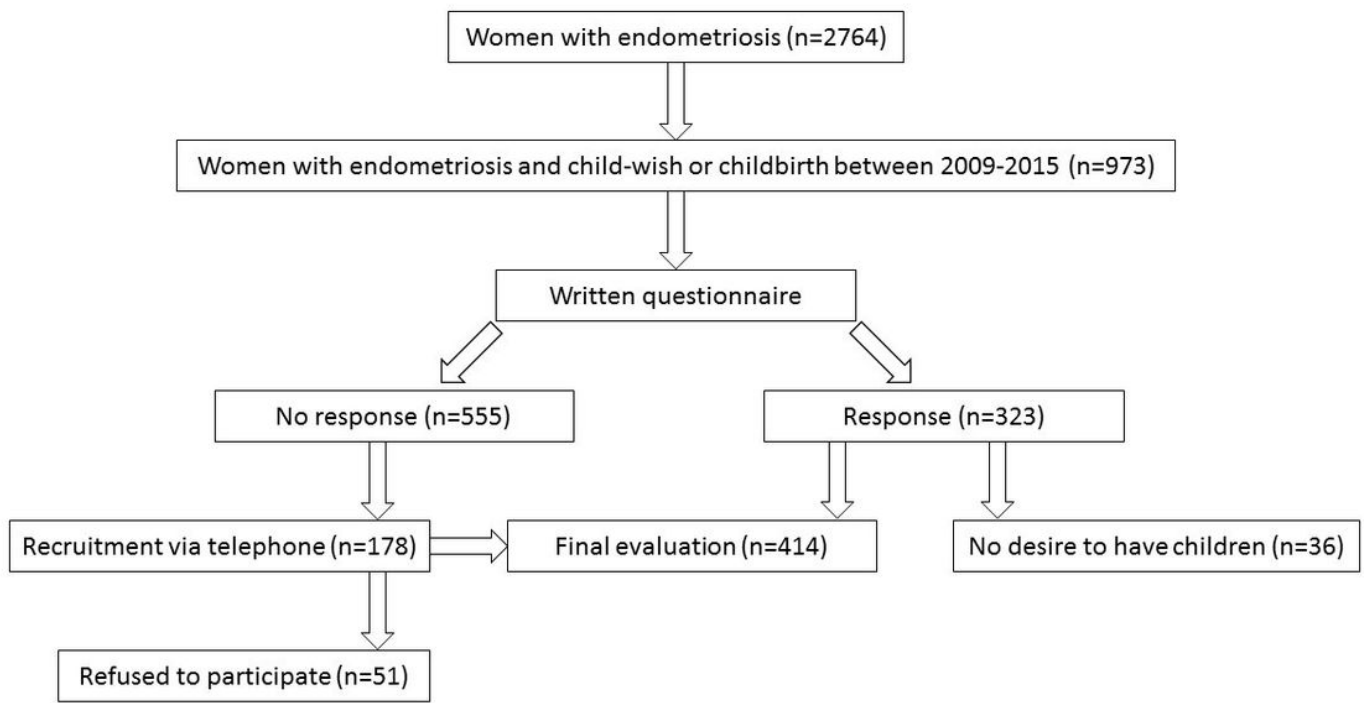 Women with endometriosis (n=2764)
Women with endometriosis and child-wish or childbirth between 2009-2015 (n=973)
Written questionnaire
No response (n=555)
Response (n=323)
Recruitment via telephone (n=178)
Final evaluation (n=414)
No desire to have children (n=36)
Refused to participate (n=51)